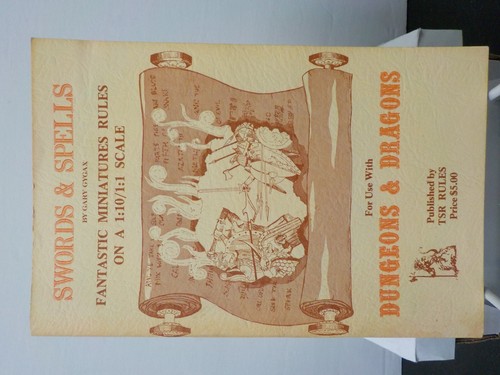 SWORDS & SPELLS
BY GARY GYGAX
FANTASTIC MINIATURES RULES
ON A 1:10/1:1 SCALE
For Use With
DUNGEONS & DRAGONS
Published by
TSR RULES
Price $5.00